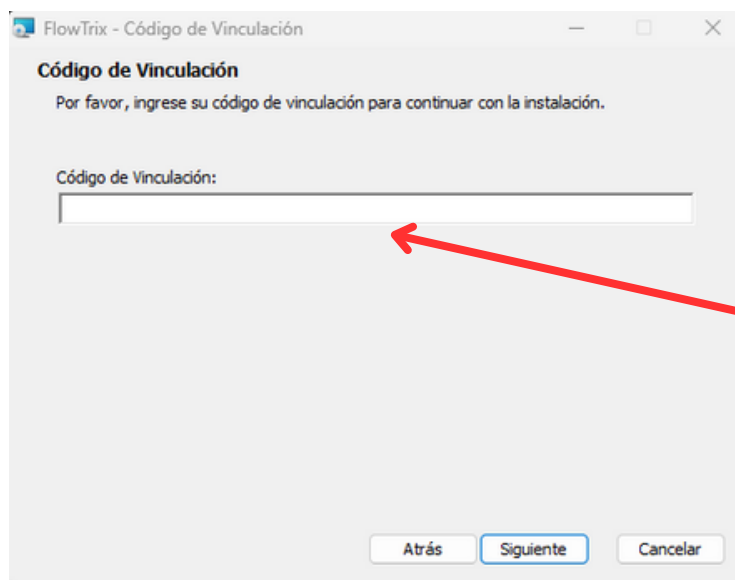 FlowTrix - Código de Vinculación
Código de Vinculación
Por favor, ingrese su código de vinculación para continuar con la instalación.
Código de Vinculación:
Atrás
Siguiente
Cancelar